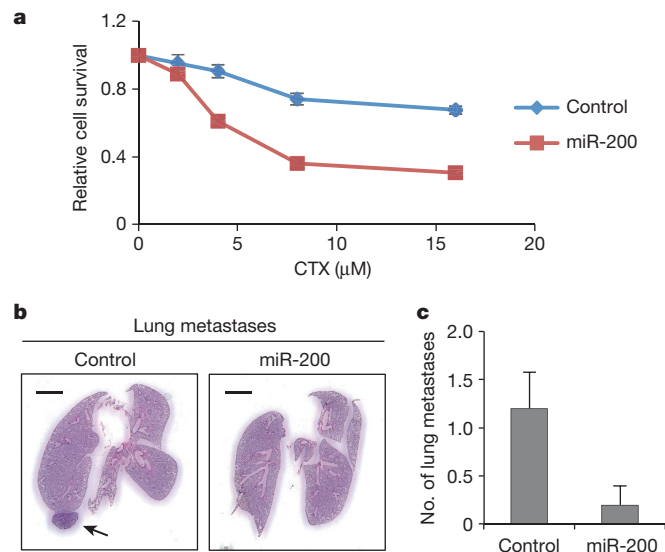 a
Relative cell survival
1.2
0.8
0.4
0
0 5 10 15 20
CTX (μM)
Control
miR-200
b
Lung metastases
Control miR-200
c
No. of lung metastases
2.0
1.5
1.0
0.5
0
Control miR-200